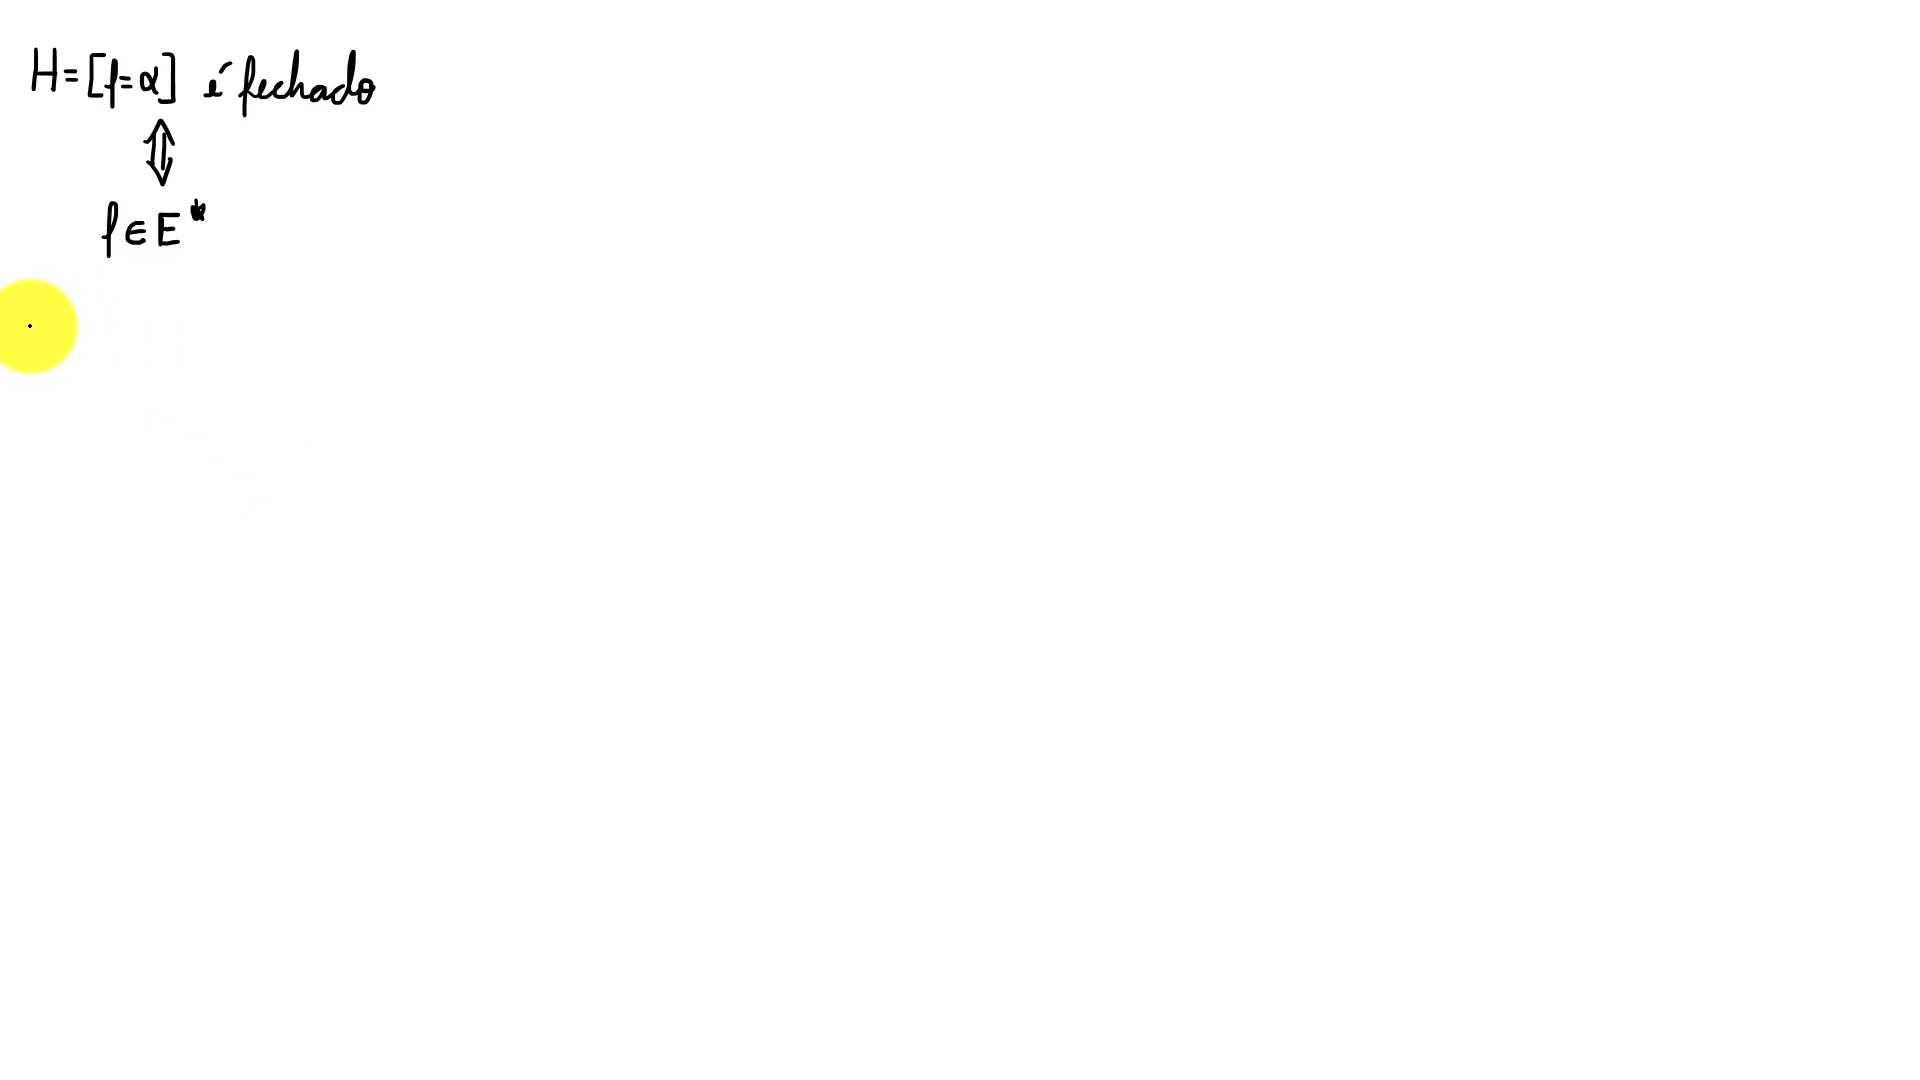 H = [f = α] é fechado
⇕
f ∈ E*